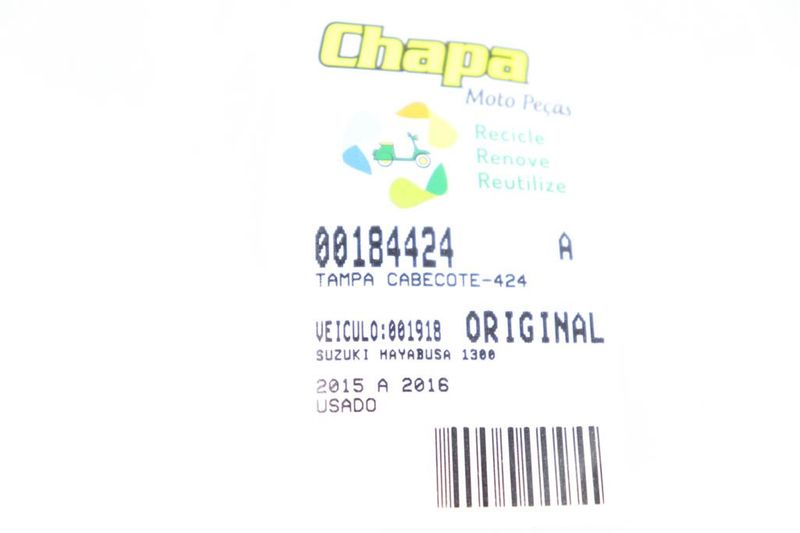 Chapa
Moto Peças
Recicle
Renove
Reutilize
00184424 A
TAMPA CABECOTE-424
VEICULO:001918 ORIGINAL
SUZUKI HAYABUSA 1300
2015 A 2016
USADO